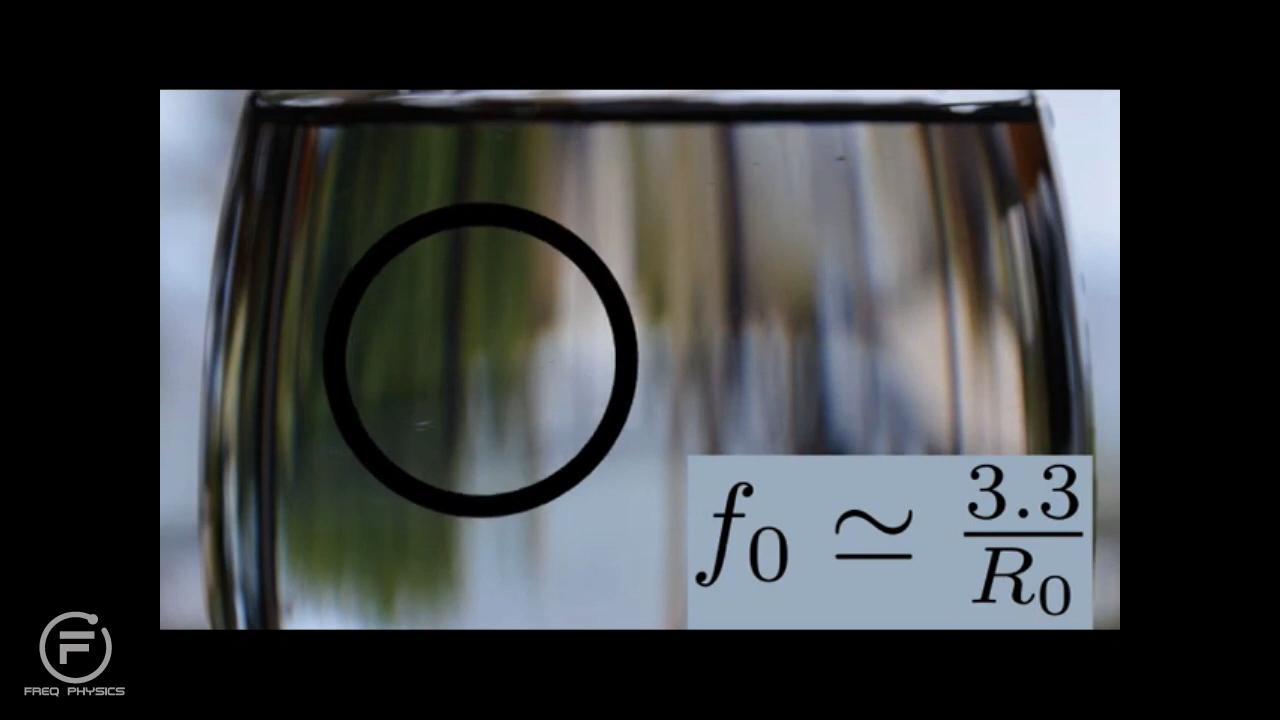 f₀ ≃ 3.3/R₀
FREQ PHYSICS